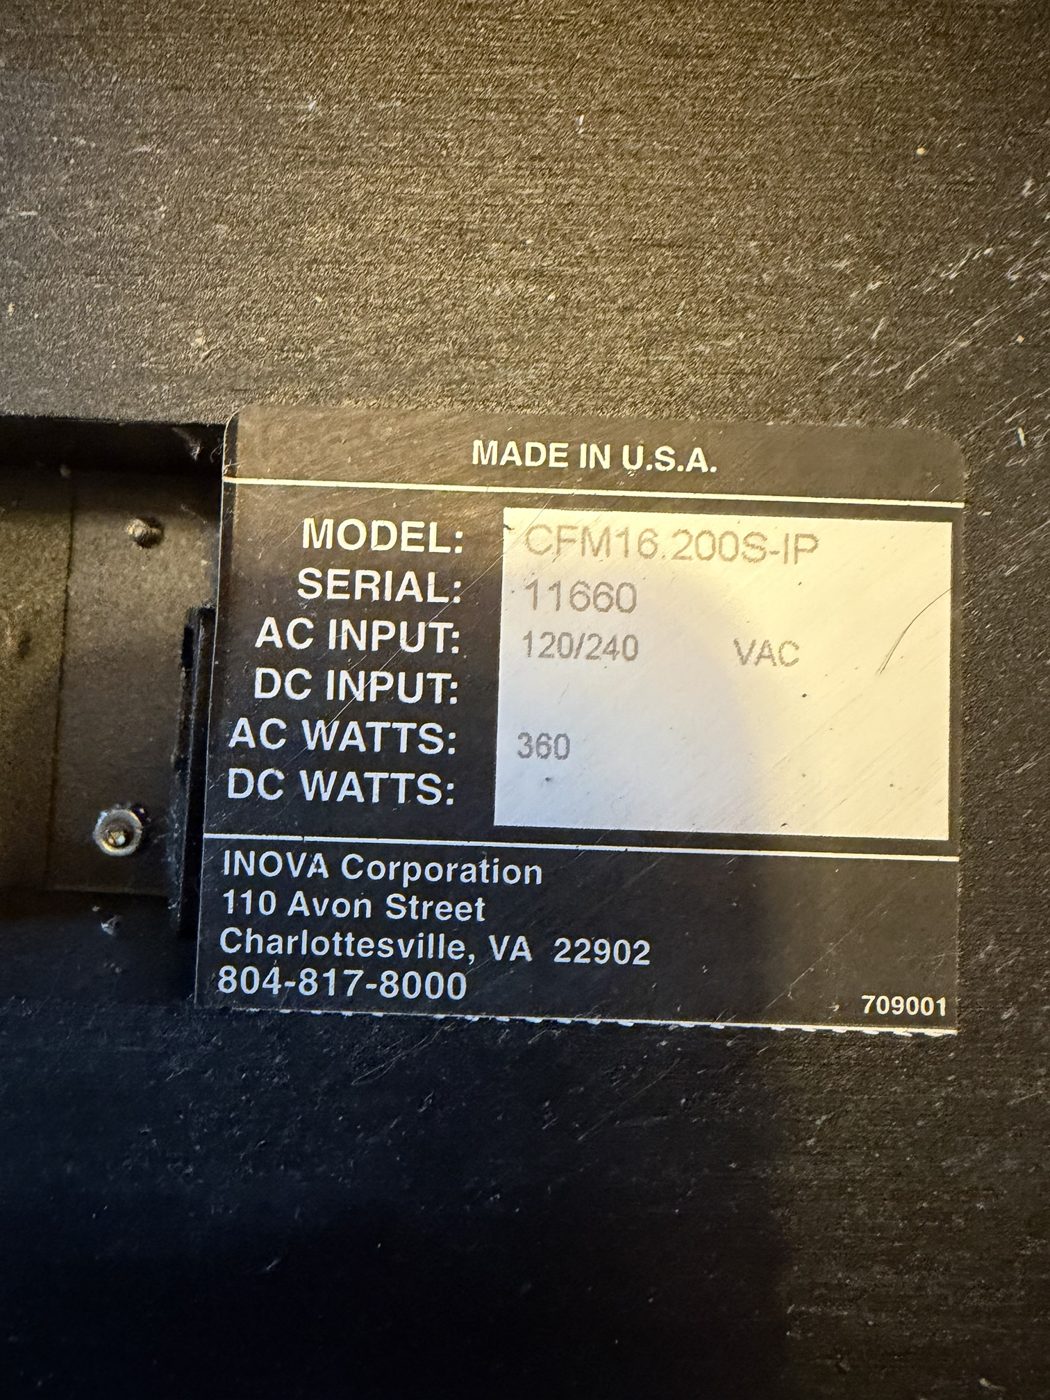 MADE IN U.S.A.
MODEL: CFM16.200S-IP
SERIAL: 11660
AC INPUT: 120/240 VAC
DC INPUT:
AC WATTS: 360
DC WATTS:
INOVA Corporation
110 Avon Street
Charlottesville, VA 22902
804-817-8000
709001